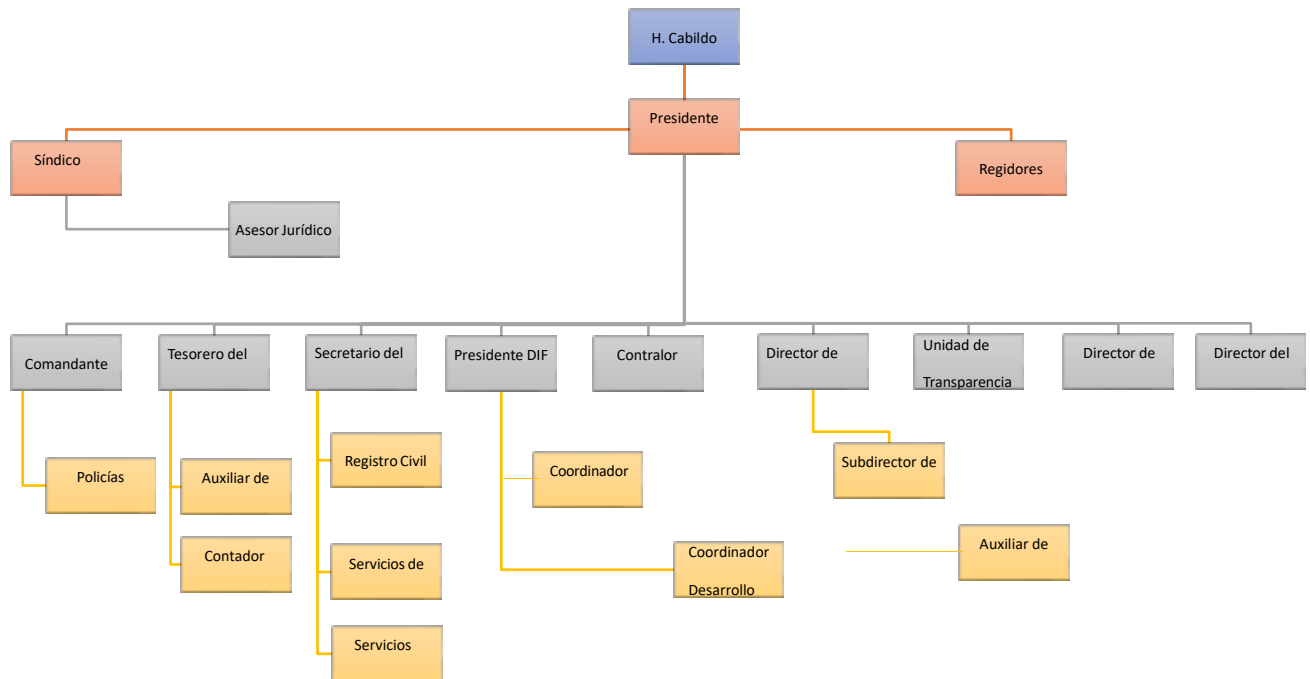 H. Cabildo
Presidente
Síndico
Regidores
Asesor Jurídico
Comandante
Tesorero del
Secretario del
Presidente DIF
Contralor
Director de
Unidad de
Transparencia
Director de
Director del
Policías
Auxiliar de
Contador
Registro Civil
Servicios de
Servicios
Coordinador
Coordinador
Desarrollo
Subdirector de
Auxiliar de